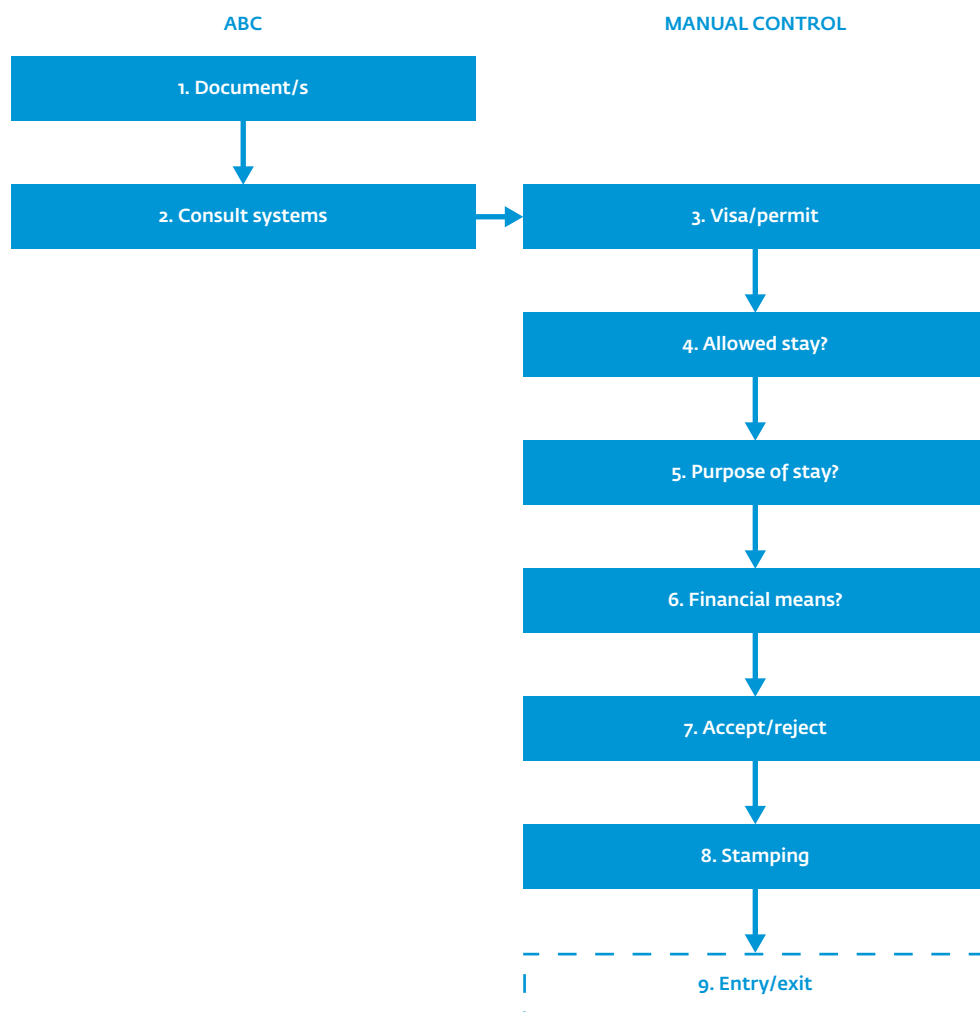 ABC
MANUAL CONTROL
1. Document/s
2. Consult systems
3. Visa/permit
4. Allowed stay?
5. Purpose of stay?
6. Financial means?
7. Accept/reject
8. Stamping
9. Entry/exit